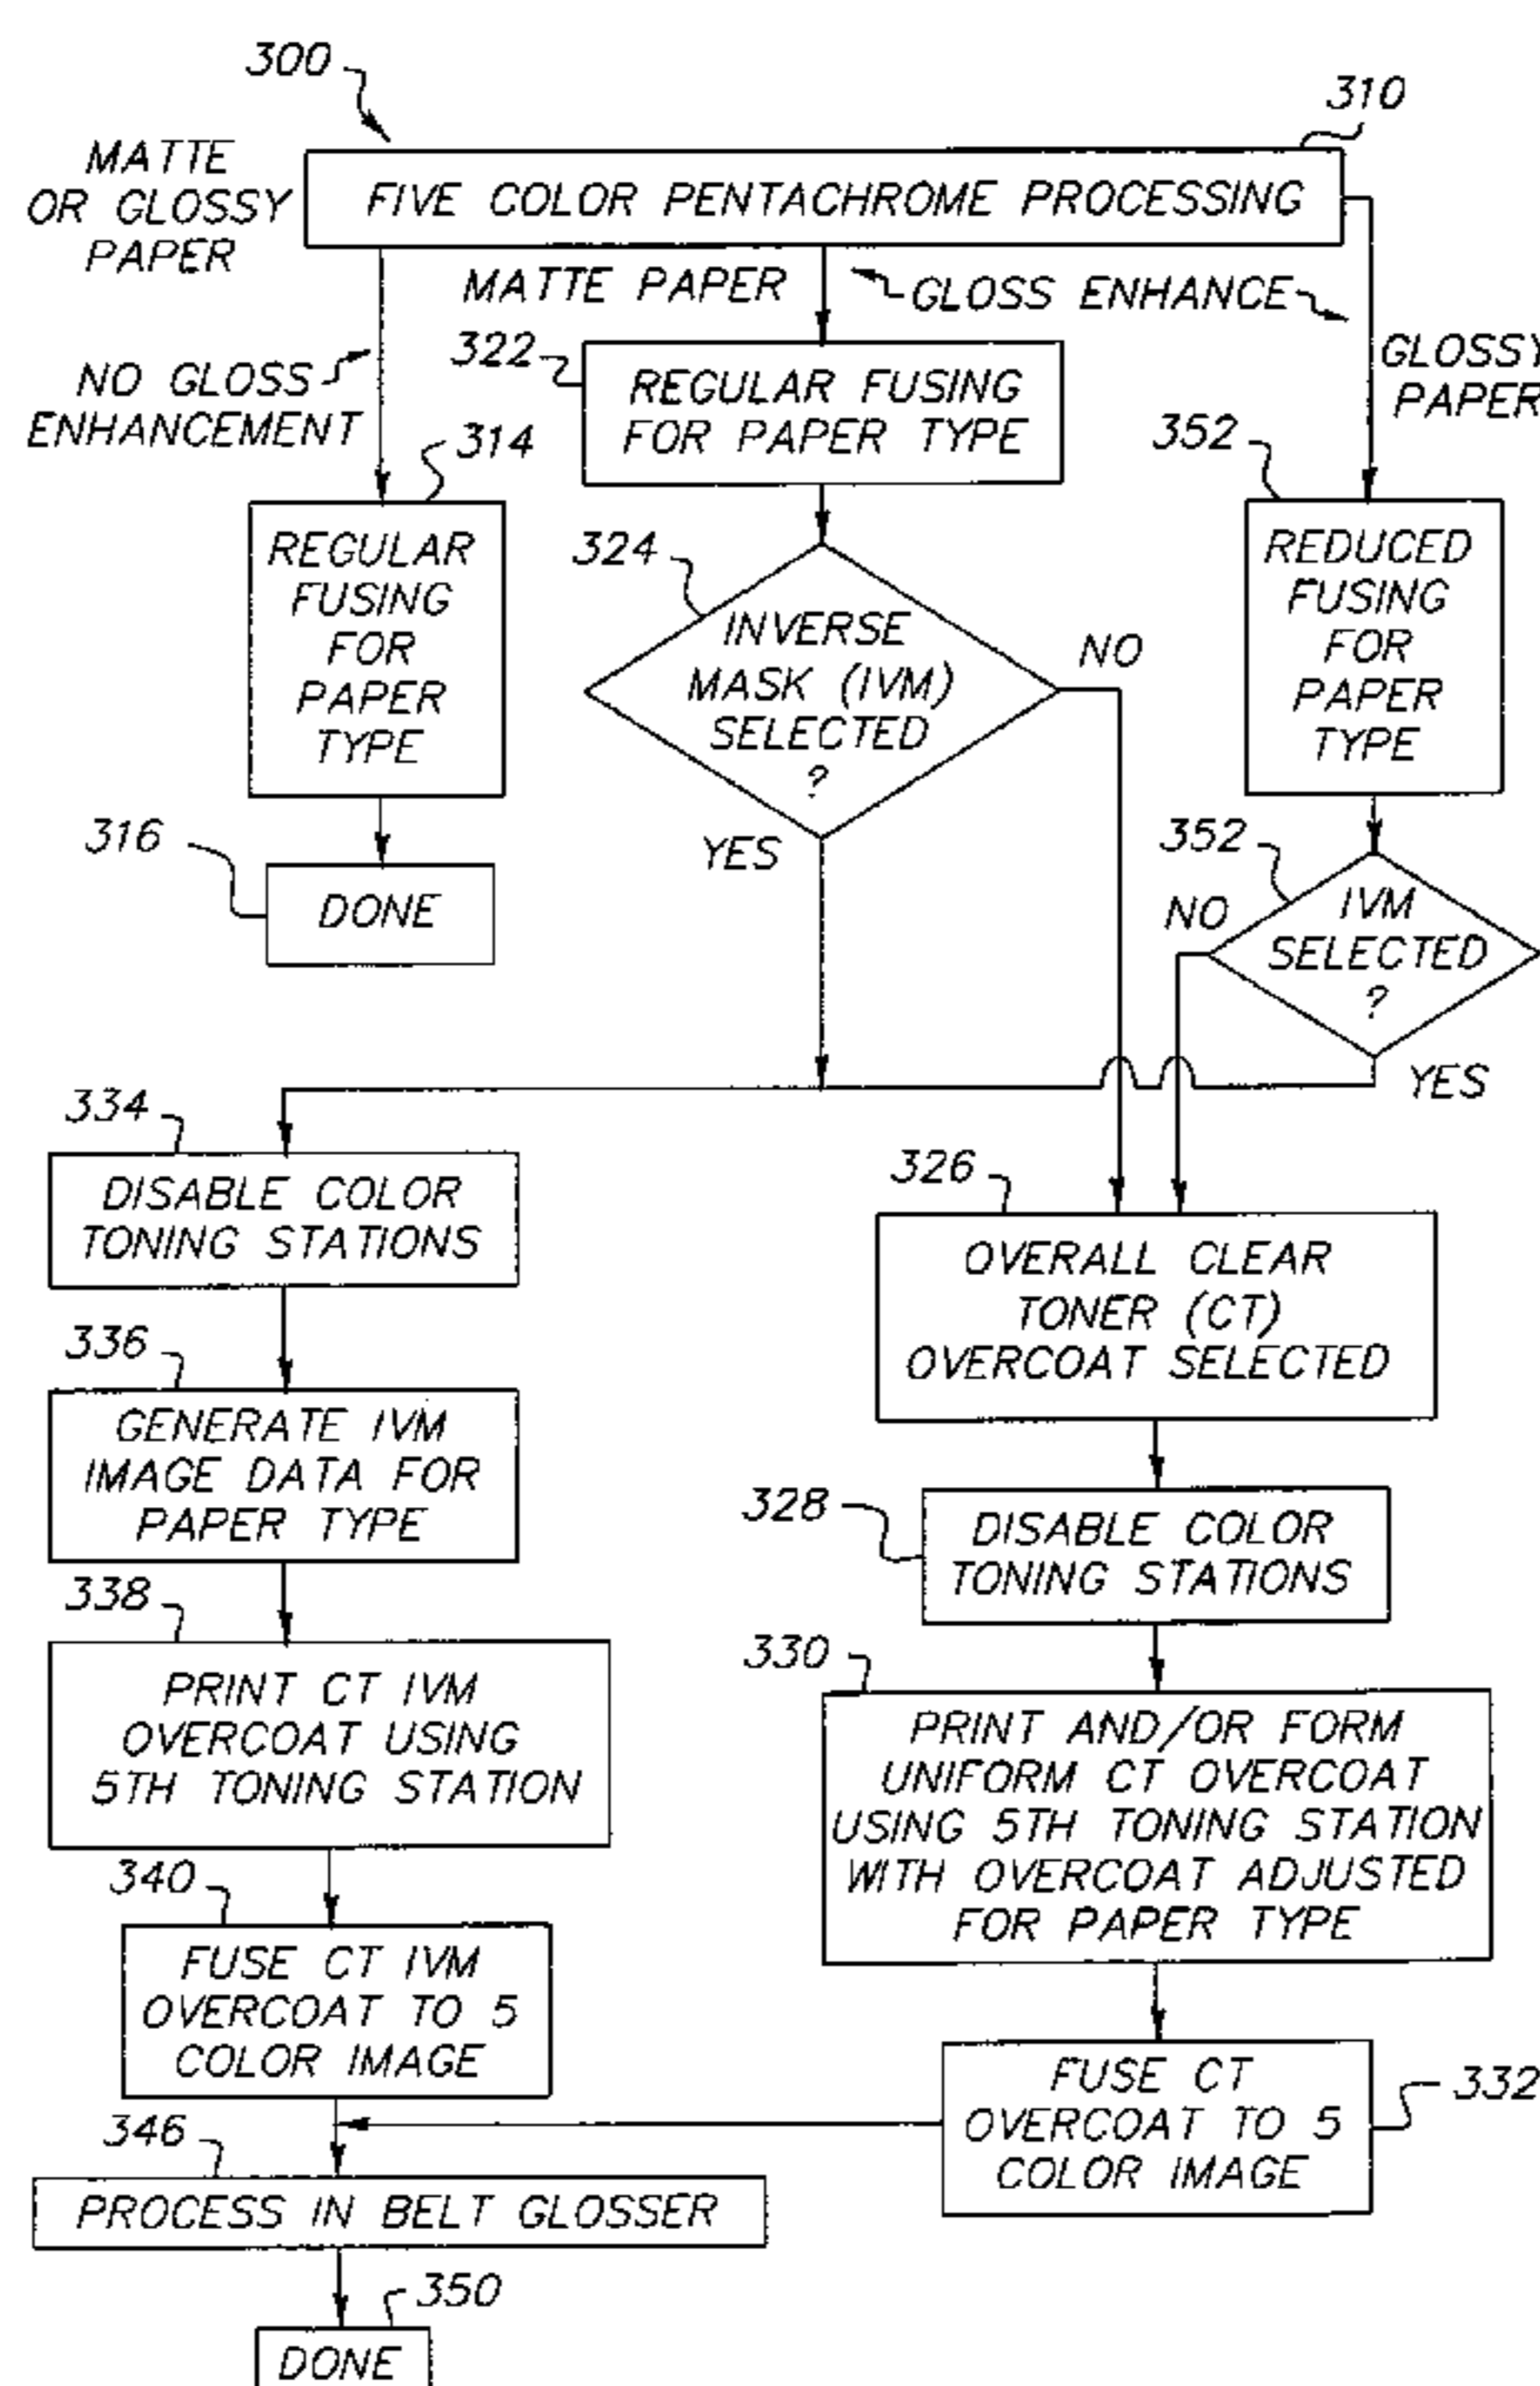 300
310
MATTE
OR GLOSSY
PAPER
FIVE COLOR PENTACHROME PROCESSING
MATTE PAPER
GLOSS ENHANCE
NO GLOSS
ENHANCEMENT
GLOSSY
PAPER
322
REGULAR FUSING
FOR PAPER TYPE
314
REGULAR
FUSING
FOR
PAPER
TYPE
352
REDUCED
FUSING
FOR
PAPER
TYPE
324
INVERSE
MASK (IVM)
SELECTED
?
NO
YES
316
DONE
352
IVM
SELECTED
?
NO
YES
334
DISABLE COLOR
TONING STATIONS
326
OVERALL CLEAR
TONER (CT)
OVERCOAT SELECTED
336
GENERATE IVM
IMAGE DATA FOR
PAPER TYPE
328
DISABLE COLOR
TONING STATIONS
338
PRINT CT IVM
OVERCOAT USING
5TH TONING STATION
330
PRINT AND/OR FORM
UNIFORM CT OVERCOAT
USING 5TH TONING STATION
WITH OVERCOAT ADJUSTED
FOR PAPER TYPE
340
FUSE CT IVM
OVERCOAT TO 5
COLOR IMAGE
332
FUSE CT
OVERCOAT TO 5
COLOR IMAGE
346
PROCESS IN BELT GLOSSER
350
DONE